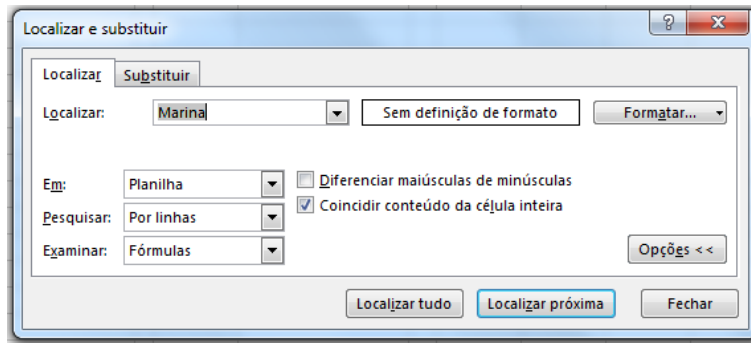 Localizar e substituir
Localizar Substituir
Localizar: Marina Sem definição de formato Formatar...
Em: Planilha Diferenciar maiúsculas de minúsculas
Pesquisar: Por linhas Coincidir conteúdo da célula inteira
Examinar: Fórmulas Opções <<
Localizar tudo Localizar próxima Fechar